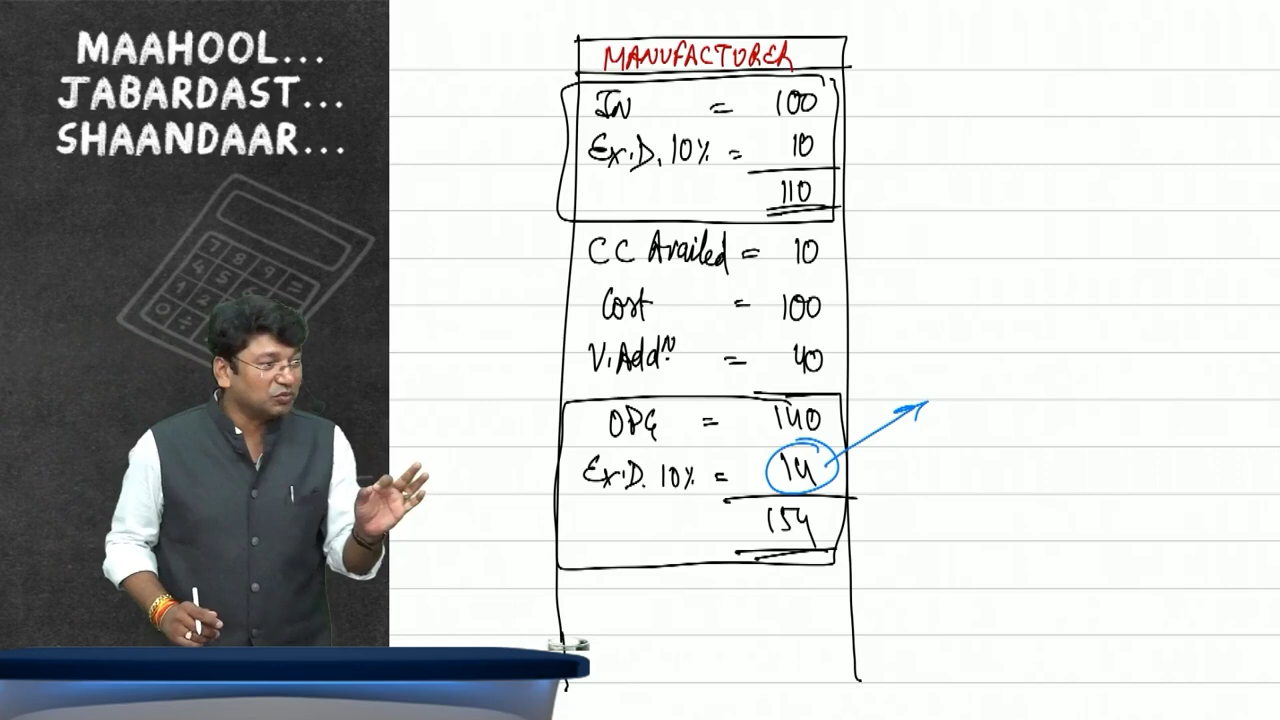 MAAHOOL...
JABARDAST...
SHAANDAAR...
MANUFACTURER
IN = 100
Ex.D. 10% = 10
110
CC Availed = 10
Cost = 100
V. Addn. = 40
OPG = 140
Ex.D. 10% = 14
154